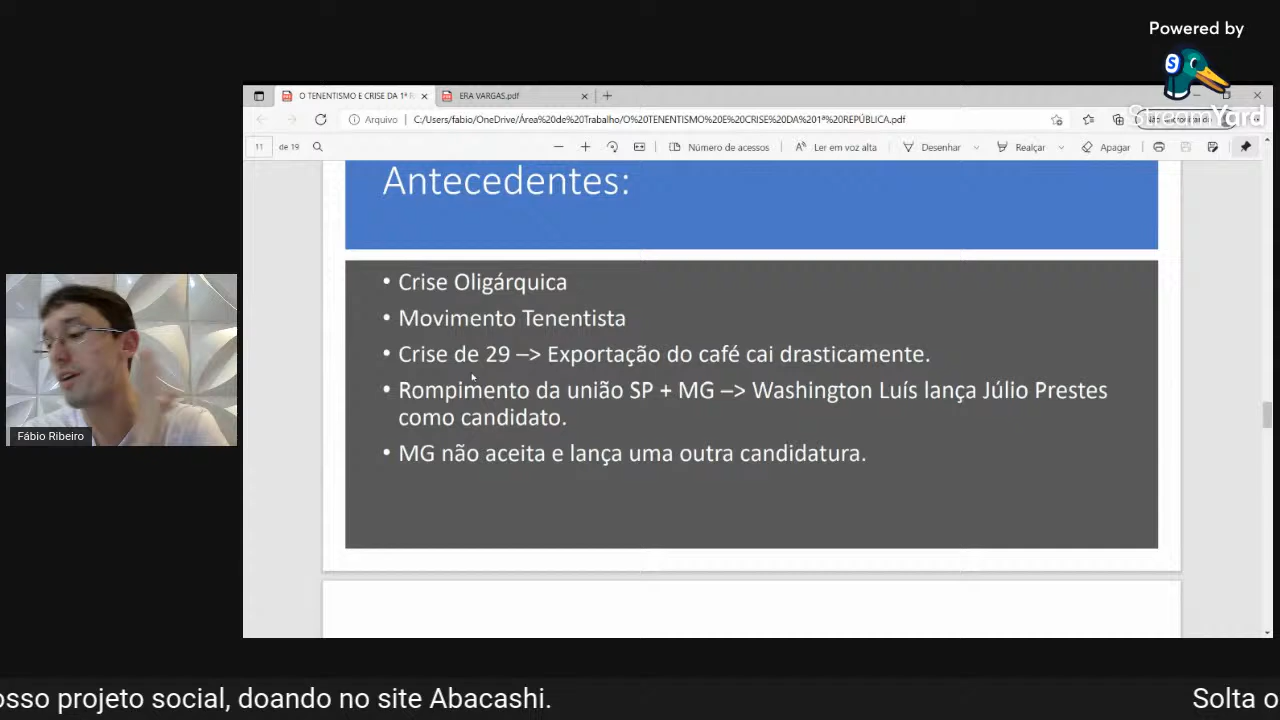 Powered by
StreamYard
O TENENTISMO E CRISE DA 1ª R
ERA VARGAS.pdf
Arquivo
C:/Users/fabio/OneDrive/Área%20de%20Trabalho/O%20TENENTISMO%20E%20CRISE%20DA%201ª%20REPÚBLICA.pdf
11
de 19
Número de acessos
Ler em voz alta
Desenhar
Realçar
Apagar
Antecedentes:
• Crise Oligárquica
• Movimento Tenentista
• Crise de 29 –> Exportação do café cai drasticamente.
• Rompimento da união SP + MG –> Washington Luís lança Júlio Prestes
como candidato.
• MG não aceita e lança uma outra candidatura.
Fábio Ribeiro
osso projeto social, doando no site Abacashi.
Solta o